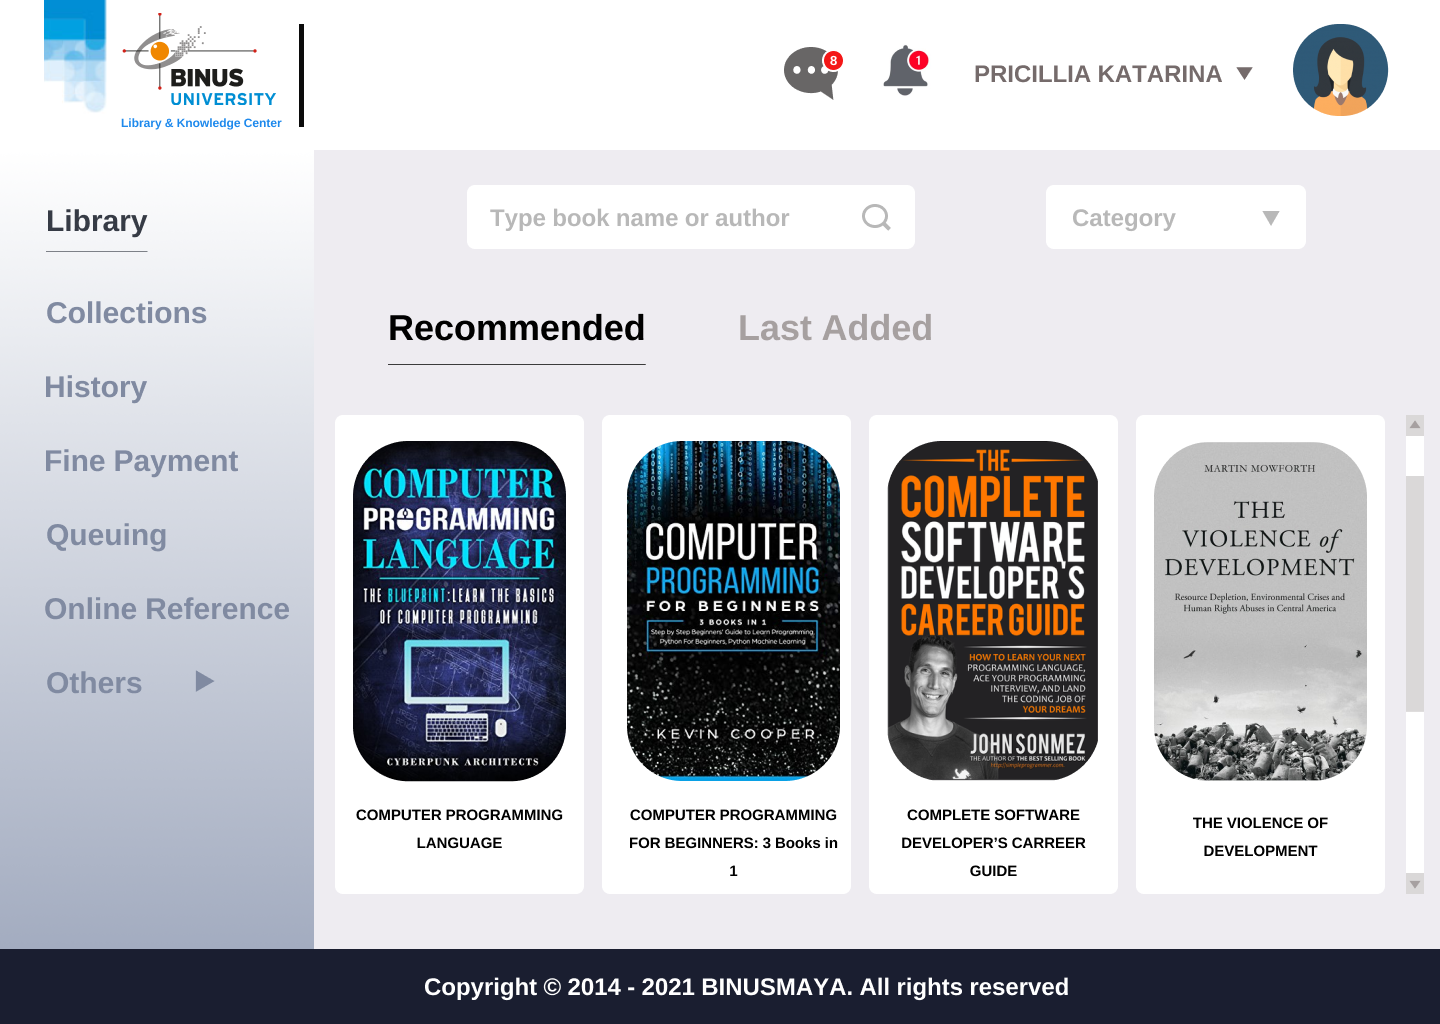 BINUS
UNIVERSITY
Library & Knowledge Center
8
1
PRICILLIA KATARINA
Library
Collections
History
Fine Payment
Queuing
Online Reference
Others
Type book name or author
Category
Recommended
Last Added
COMPUTER
PROGRAMMING
LANGUAGE
THE BLUEPRINT:LEARN THE BASICS
OF COMPUTER PROGRAMMING
CYBERPUNK ARCHITECTS
COMPUTER PROGRAMMING
LANGUAGE
COMPUTER
PROGRAMMING
FOR BEGINNERS
3 BOOKS IN 1
Step by Step Beginners' Guide to Learn Programming,
Python For Beginners, Python Machine Learning
KEVIN COOPER
COMPUTER PROGRAMMING
FOR BEGINNERS: 3 Books in
1
THE
COMPLETE
SOFTWARE
DEVELOPER'S
CAREER GUIDE
HOW TO LEARN YOUR NEXT
PROGRAMMING LANGUAGE,
ACE YOUR PROGRAMMING
INTERVIEW, AND LAND
THE CODING JOB OF
YOUR DREAMS
JOHN SONMEZ
THE AUTHOR OF THE BEST SELLING BOOK
http://simpleprogrammer.com
COMPLETE SOFTWARE
DEVELOPER’S CARREER
GUIDE
MARTIN MOWFORTH
THE
VIOLENCE of
DEVELOPMENT
Resource Depletion, Environmental Crises and
Human Rights Abuses in Central America
THE VIOLENCE OF
DEVELOPMENT
Copyright © 2014 - 2021 BINUSMAYA. All rights reserved